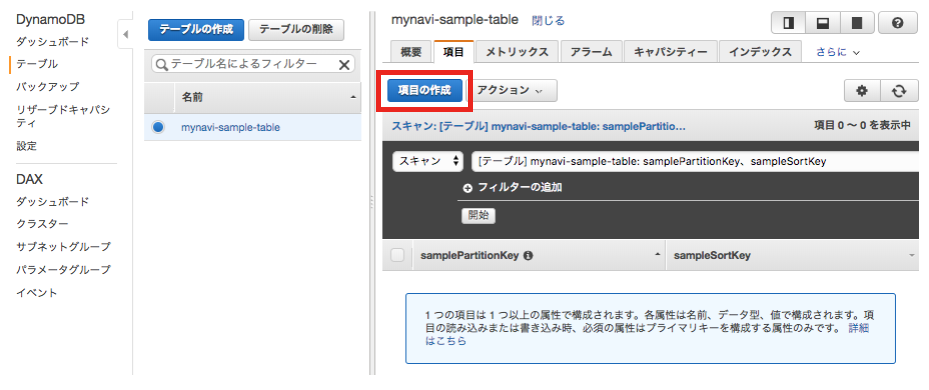 DynamoDB
ダッシュボード
テーブル
バックアップ
リザーブドキャパシ
ティ
設定
DAX
ダッシュボード
クラスター
サブネットグループ
パラメータグループ
イベント
テーブルの作成 テーブルの削除
テーブル名によるフィルター
名前
mynavi-sample-table
mynavi-sample-table 閉じる
概要 項目 メトリックス アラーム キャパシティー インデックス さらに
項目の作成 アクション
スキャン: [テーブル] mynavi-sample-table: samplePartitio... 項目 0 ～ 0 を表示中
スキャン [テーブル] mynavi-sample-table: samplePartitionKey、sampleSortKey
フィルターの追加
開始
samplePartitionKey sampleSortKey
1 つの項目は 1 つ以上の属性で構成されます。各属性は名前、データ型、値で構成されます。項
目の読み込みまたは書き込み時、必須の属性はプライマリキーを構成する属性のみです。 詳細
はこちら